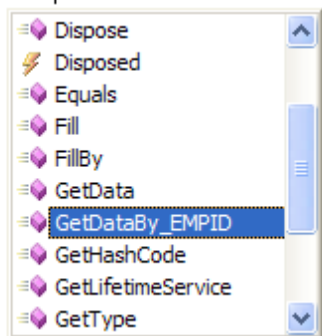 Dispose
Disposed
Equals
Fill
FillBy
GetData
GetDataBy_EMPID
GetHashCode
GetLifetimeService
GetType